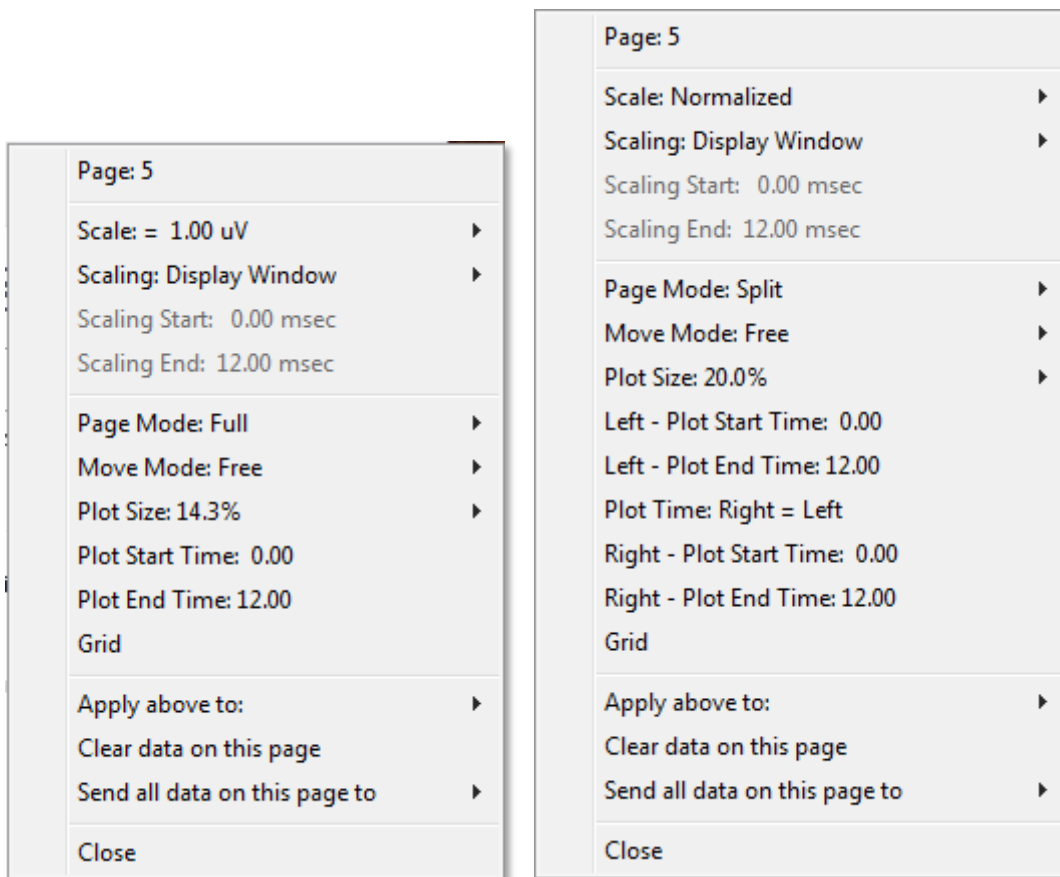 Page: 5
Scale: = 1.00 uV
Scaling: Display Window
Scaling Start: 0.00 msec
Scaling End: 12.00 msec
Page Mode: Full
Move Mode: Free
Plot Size: 14.3%
Plot Start Time: 0.00
Plot End Time: 12.00
Grid
Apply above to:
Clear data on this page
Send all data on this page to
Close
Page: 5
Scale: Normalized
Scaling: Display Window
Scaling Start: 0.00 msec
Scaling End: 12.00 msec
Page Mode: Split
Move Mode: Free
Plot Size: 20.0%
Left - Plot Start Time: 0.00
Left - Plot End Time: 12.00
Plot Time: Right = Left
Right - Plot Start Time: 0.00
Right - Plot End Time: 12.00
Grid
Apply above to:
Clear data on this page
Send all data on this page to
Close